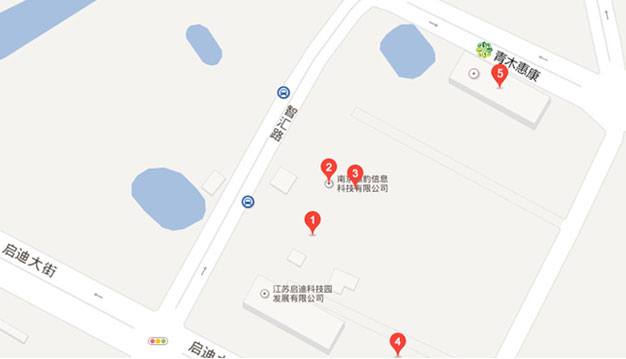 5
青木惠康
智汇路
2
3
南京
豹信息
科技有限公司
1
启迪大街
江苏启迪科技园
发展有限公司
4
启迪大